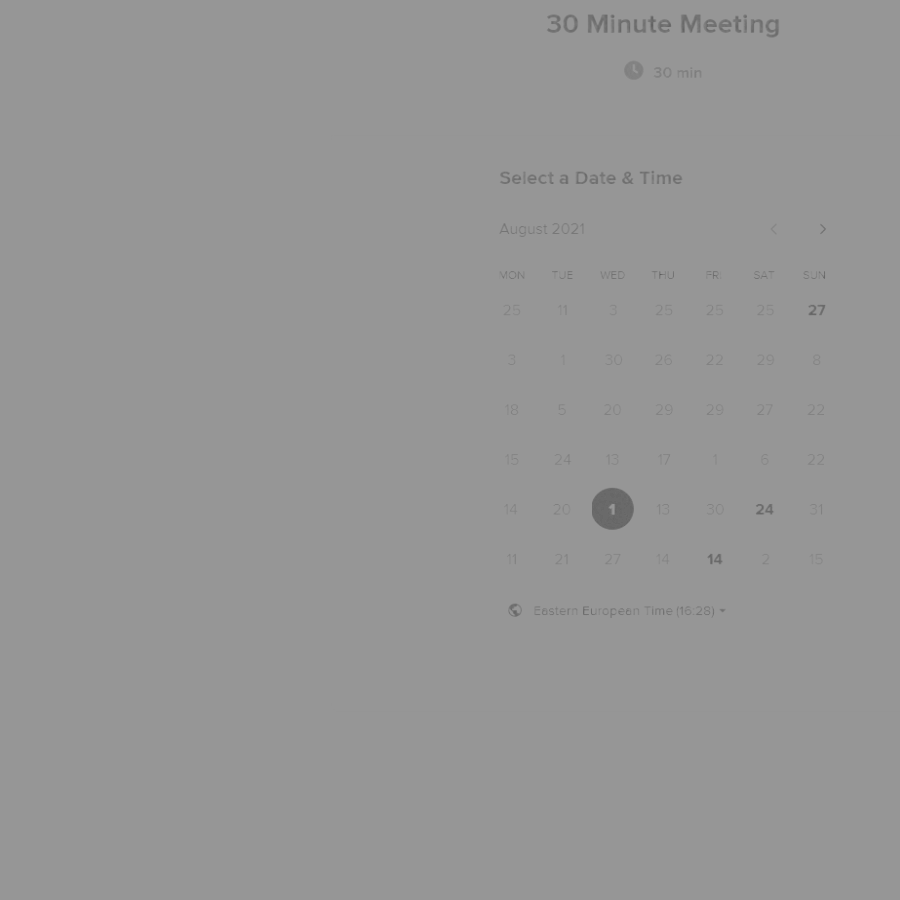 30 Minute Meeting
30 min
Select a Date & Time
August 2021
MON TUE WED THU FRI SAT SUN
25 11 3 25 25 25 27
3 1 30 26 22 29 8
18 5 20 29 29 27 22
15 24 13 17 1 6 22
14 20 1 13 30 24 31
11 21 27 14 14 2 15
Eastern European Time (16:28)